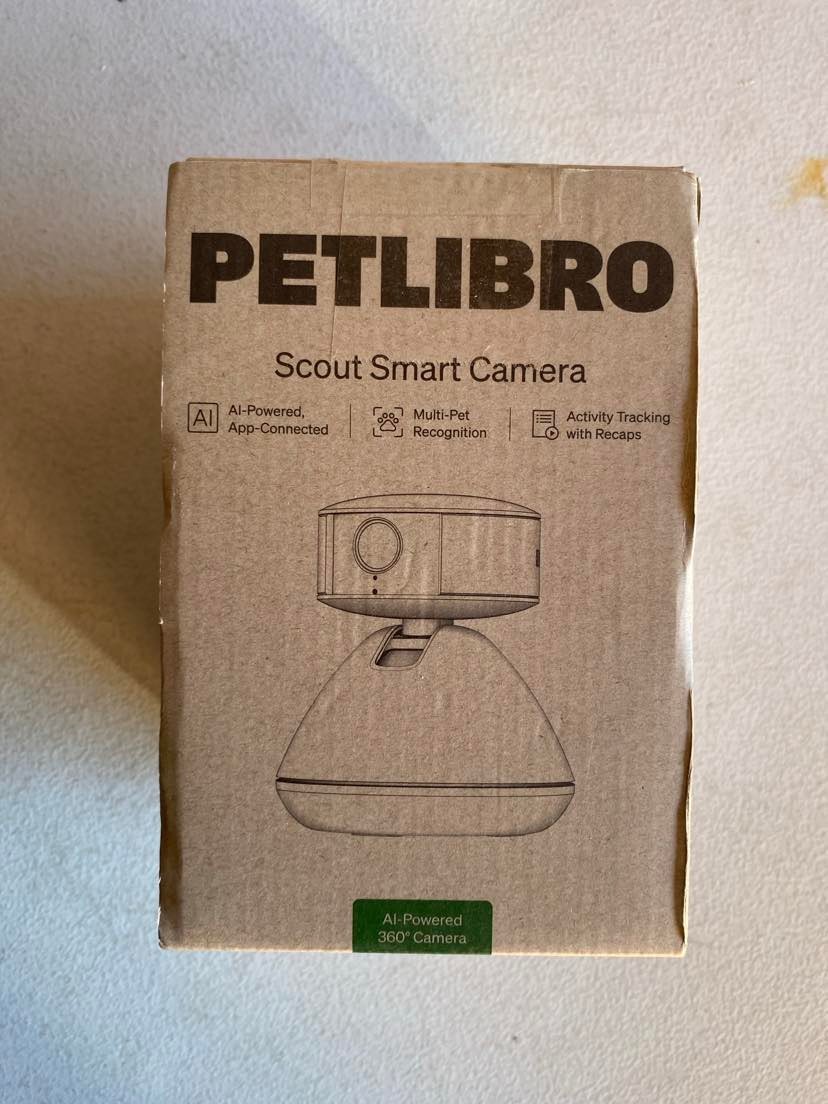 PETLIBRO
Scout Smart Camera
AI
AI-Powered,
App-Connected
Multi-Pet
Recognition
Activity Tracking
with Recaps
AI-Powered
360° Camera